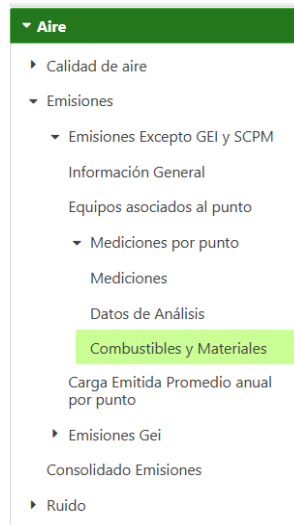 Aire
Calidad de aire
Emisiones
Emisiones Excepto GEI y SCPM
Información General
Equipos asociados al punto
Mediciones por punto
Mediciones
Datos de Análisis
Combustibles y Materiales
Carga Emitida Promedio anual
por punto
Emisiones Gei
Consolidado Emisiones
Ruido